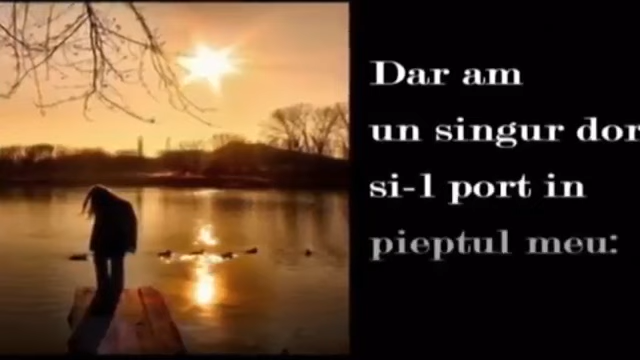 Dar am
un singur dor
si-l port in
pieptul meu: